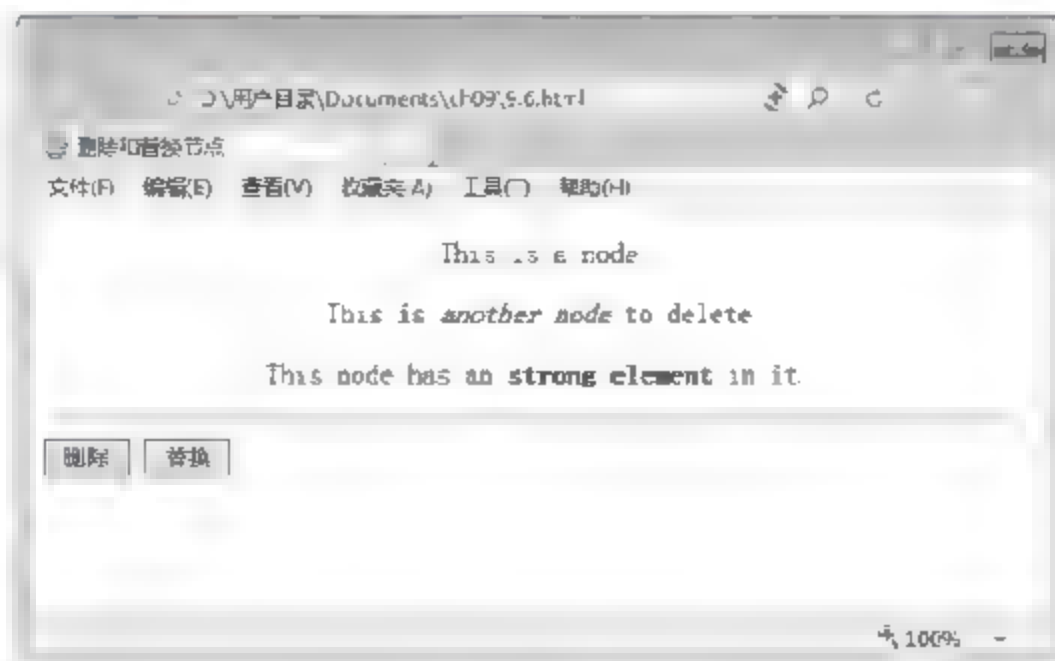 D:\用户目录\Documents\ch09\9.6.html
删除和替换节点
文件(F) 编辑(E) 查看(V) 收藏夹(A) 工具(T) 帮助(H)
This is a node
This is another node to delete
This node has an strong element in it.
删除 替换
100%